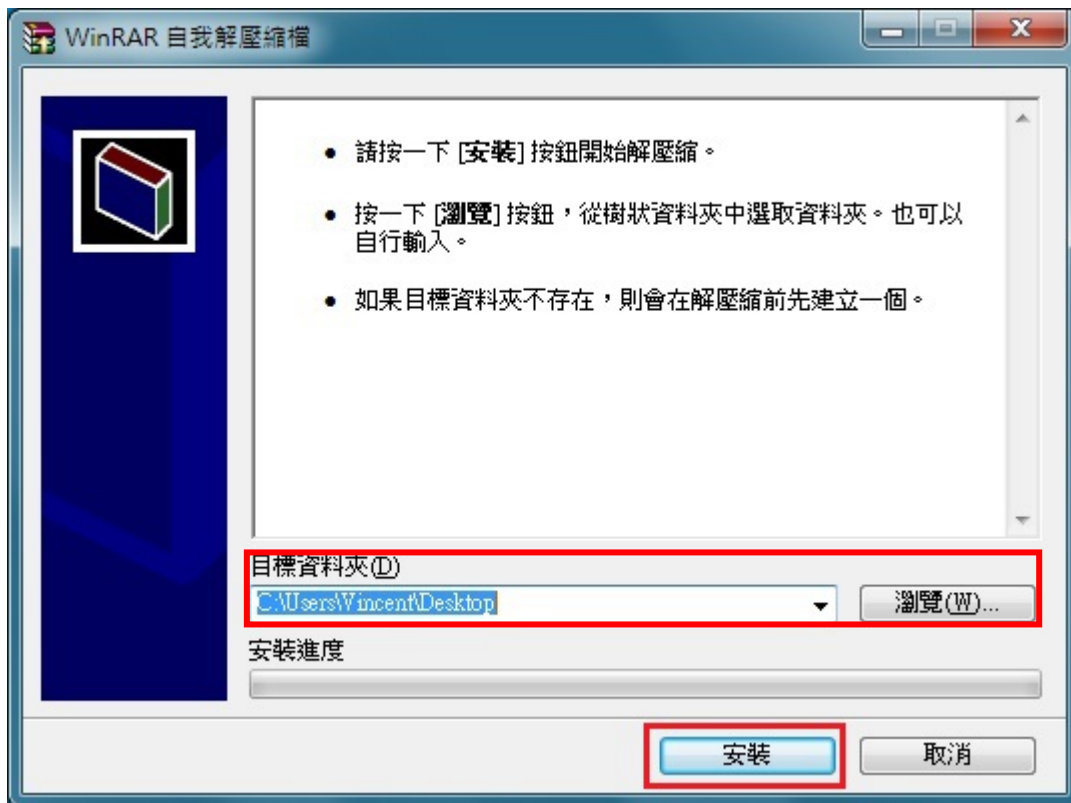 WinRAR 自我解壓縮檔
• 請按一下 [安裝] 按鈕開始解壓縮。
• 按一下 [瀏覽] 按鈕，從樹狀資料夾中選取資料夾。也可以
自行輸入。
• 如果目標資料夾不存在，則會在解壓縮前先建立一個。
目標資料夾(D)
C:\Users\Vincent\Desktop
瀏覽(W)...
安裝進度
安裝
取消